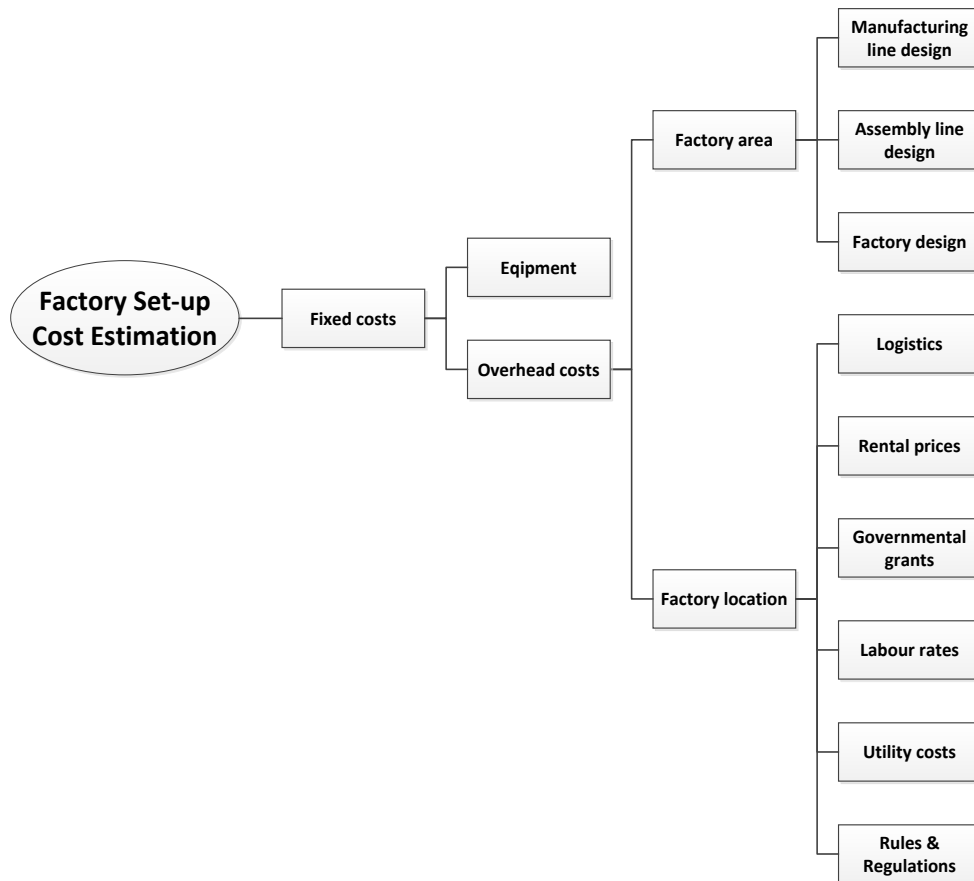 Manufacturing
line design
Factory area
Assembly line
design
Factory design
Eqipment
Factory Set-up
Cost Estimation
Fixed costs
Overhead costs
Logistics
Rental prices
Governmental
grants
Factory location
Labour rates
Utility costs
Rules &
Regulations